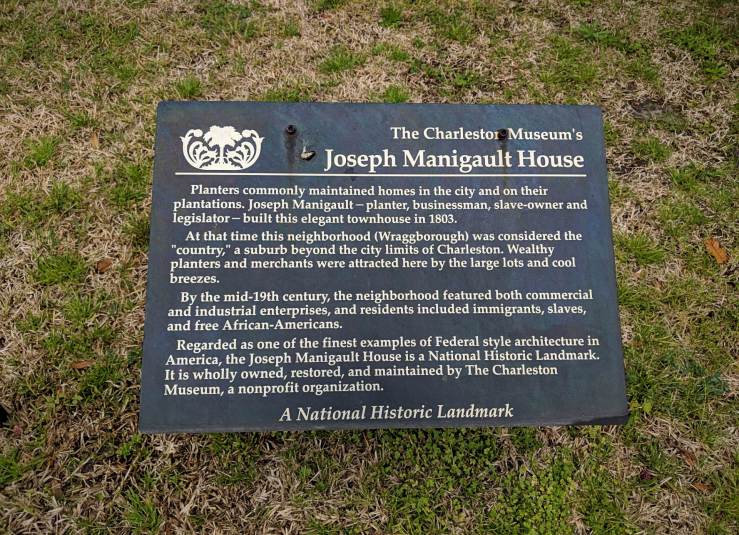 The Charleston Museum's
Joseph Manigault House
Planters commonly maintained homes in the city and on their
plantations. Joseph Manigault – planter, businessman, slave-owner and
legislator – built this elegant townhouse in 1803.
At that time this neighborhood (Wraggborough) was considered the
"country," a suburb beyond the city limits of Charleston. Wealthy
planters and merchants were attracted here by the large lots and cool
breezes.
By the mid-19th century, the neighborhood featured both commercial
and industrial enterprises, and residents included immigrants, slaves,
and free African-Americans.
Regarded as one of the finest examples of Federal style architecture in
America, the Joseph Manigault House is a National Historic Landmark.
It is wholly owned, restored, and maintained by The Charleston
Museum, a nonprofit organization.
A National Historic Landmark